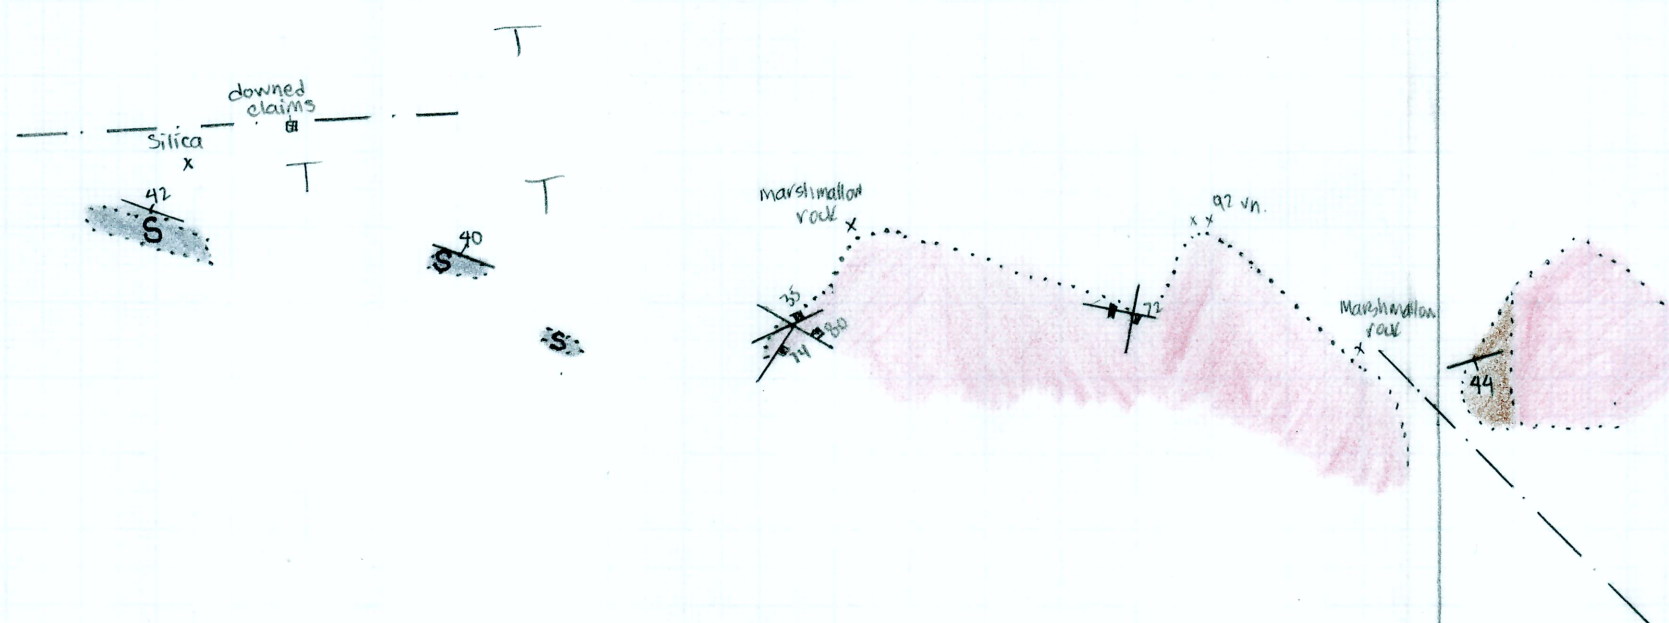 T
downed
claims
Silica
x
T
T
42
S
40
S
S
marshmallow
rock
x
35
80
74
72
x x 92 vn.
Marshmallow
rock
x
44